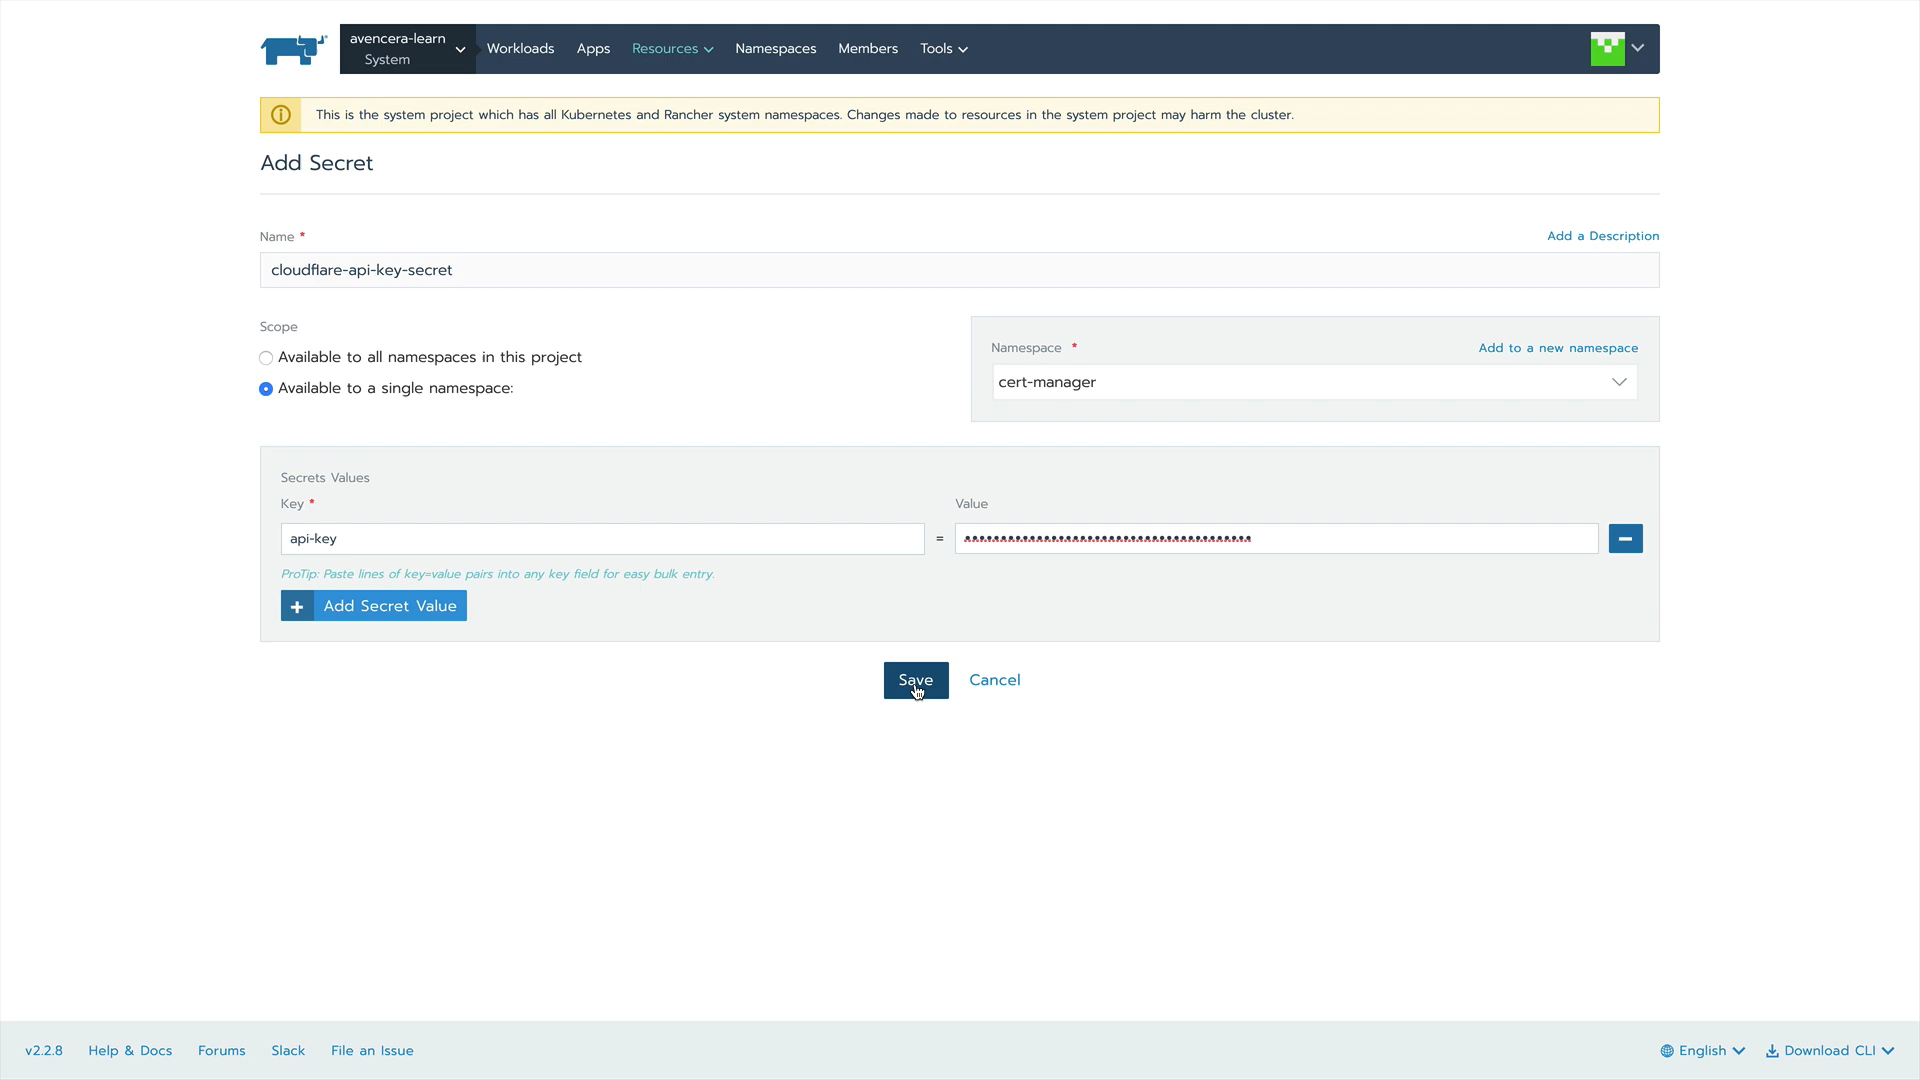 avencera-learn
System
Workloads
Apps
Resources
Namespaces
Members
Tools
This is the system project which has all Kubernetes and Rancher system namespaces. Changes made to resources in the system project may harm the cluster.
Add Secret
Name *
Add a Description
cloudflare-api-key-secret
Scope
Available to all namespaces in this project
Available to a single namespace:
Namespace *
Add to a new namespace
cert-manager
Secrets Values
Key *
Value
api-key
=
ProTip: Paste lines of key=value pairs into any key field for easy bulk entry.
+ Add Secret Value
Save
Cancel
v2.2.8
Help & Docs
Forums
Slack
File an Issue
English
Download CLI